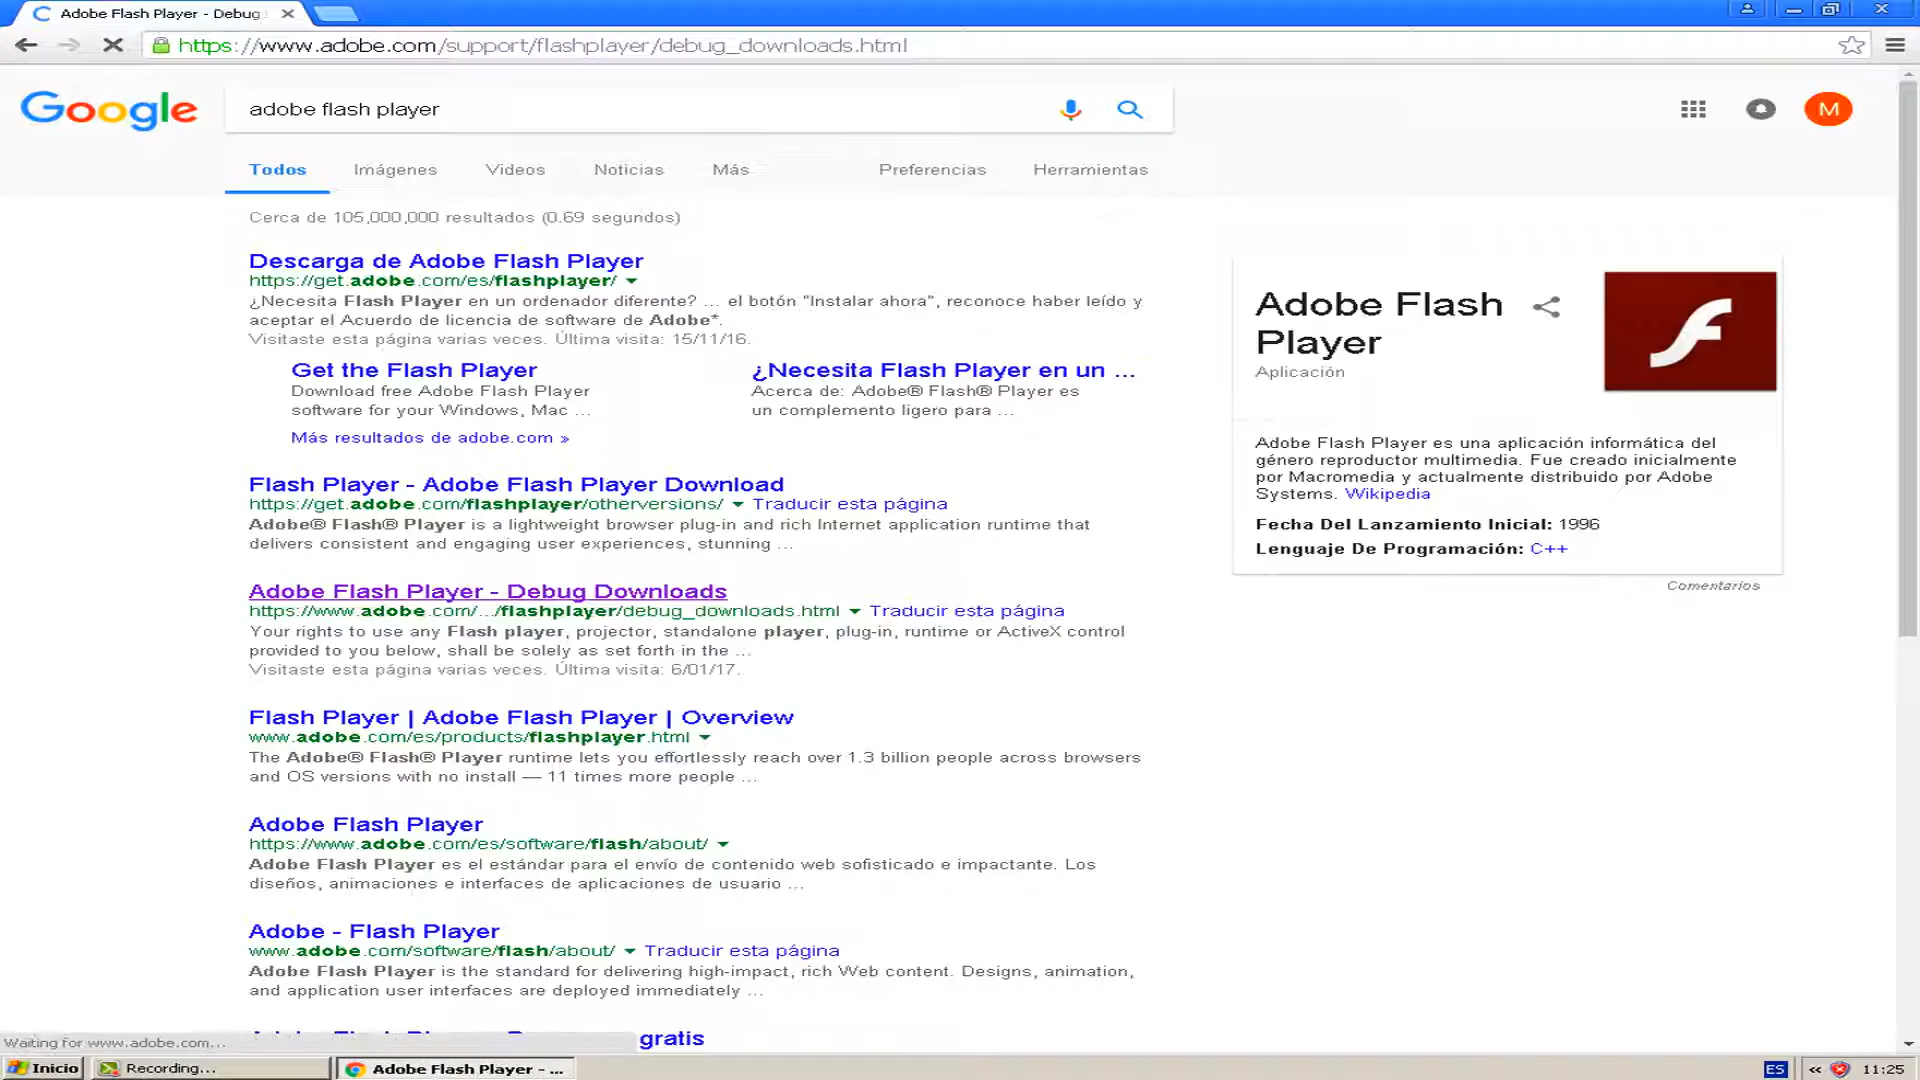 Adobe Flash Player - Debug
https://www.adobe.com/support/flashplayer/debug_downloads.html
Google
adobe flash player
M
Todos
Imágenes
Videos
Noticias
Más
Preferencias
Herramientas
Cerca de 105,000,000 resultados (0.69 segundos)
Descarga de Adobe Flash Player
https://get.adobe.com/es/flashplayer/
¿Necesita Flash Player en un ordenador diferente? ... el botón "Instalar ahora", reconoce haber leído y
aceptar el Acuerdo de licencia de software de Adobe*.
Visitaste esta página varias veces. Última visita: 15/11/16.
Get the Flash Player
Download free Adobe Flash Player
software for your Windows, Mac ...
¿Necesita Flash Player en un ...
Acerca de: Adobe® Flash® Player es
un complemento ligero para ...
Más resultados de adobe.com »
Flash Player - Adobe Flash Player Download
https://get.adobe.com/flashplayer/otherversions/ Traducir esta página
Adobe® Flash® Player is a lightweight browser plug-in and rich Internet application runtime that
delivers consistent and engaging user experiences, stunning ...
Adobe Flash Player - Debug Downloads
https://www.adobe.com/.../flashplayer/debug_downloads.html Traducir esta página
Your rights to use any Flash player, projector, standalone player, plug-in, runtime or ActiveX control
provided to you below, shall be solely as set forth in the ...
Visitaste esta página varias veces. Última visita: 6/01/17.
Flash Player | Adobe Flash Player | Overview
www.adobe.com/es/products/flashplayer.html
The Adobe® Flash® Player runtime lets you effortlessly reach over 1.3 billion people across browsers
and OS versions with no install — 11 times more people ...
Adobe Flash Player
https://www.adobe.com/es/software/flash/about/
Adobe Flash Player es el estándar para el envío de contenido web sofisticado e impactante. Los
diseños, animaciones e interfaces de aplicaciones de usuario ...
Adobe - Flash Player
www.adobe.com/software/flash/about/ Traducir esta página
Adobe Flash Player is the standard for delivering high-impact, rich Web content. Designs, animation,
and application user interfaces are deployed immediately ...
gratis
Adobe Flash
Player
Aplicación
Adobe Flash Player es una aplicación informática del
género reproductor multimedia. Fue creado inicialmente
por Macromedia y actualmente distribuido por Adobe
Systems. Wikipedia
Fecha Del Lanzamiento Inicial: 1996
Lenguaje De Programación: C++
Comentarios
Waiting for www.adobe.com...
Inicio
Recording...
Adobe Flash Player - ...
ES
«
11:25